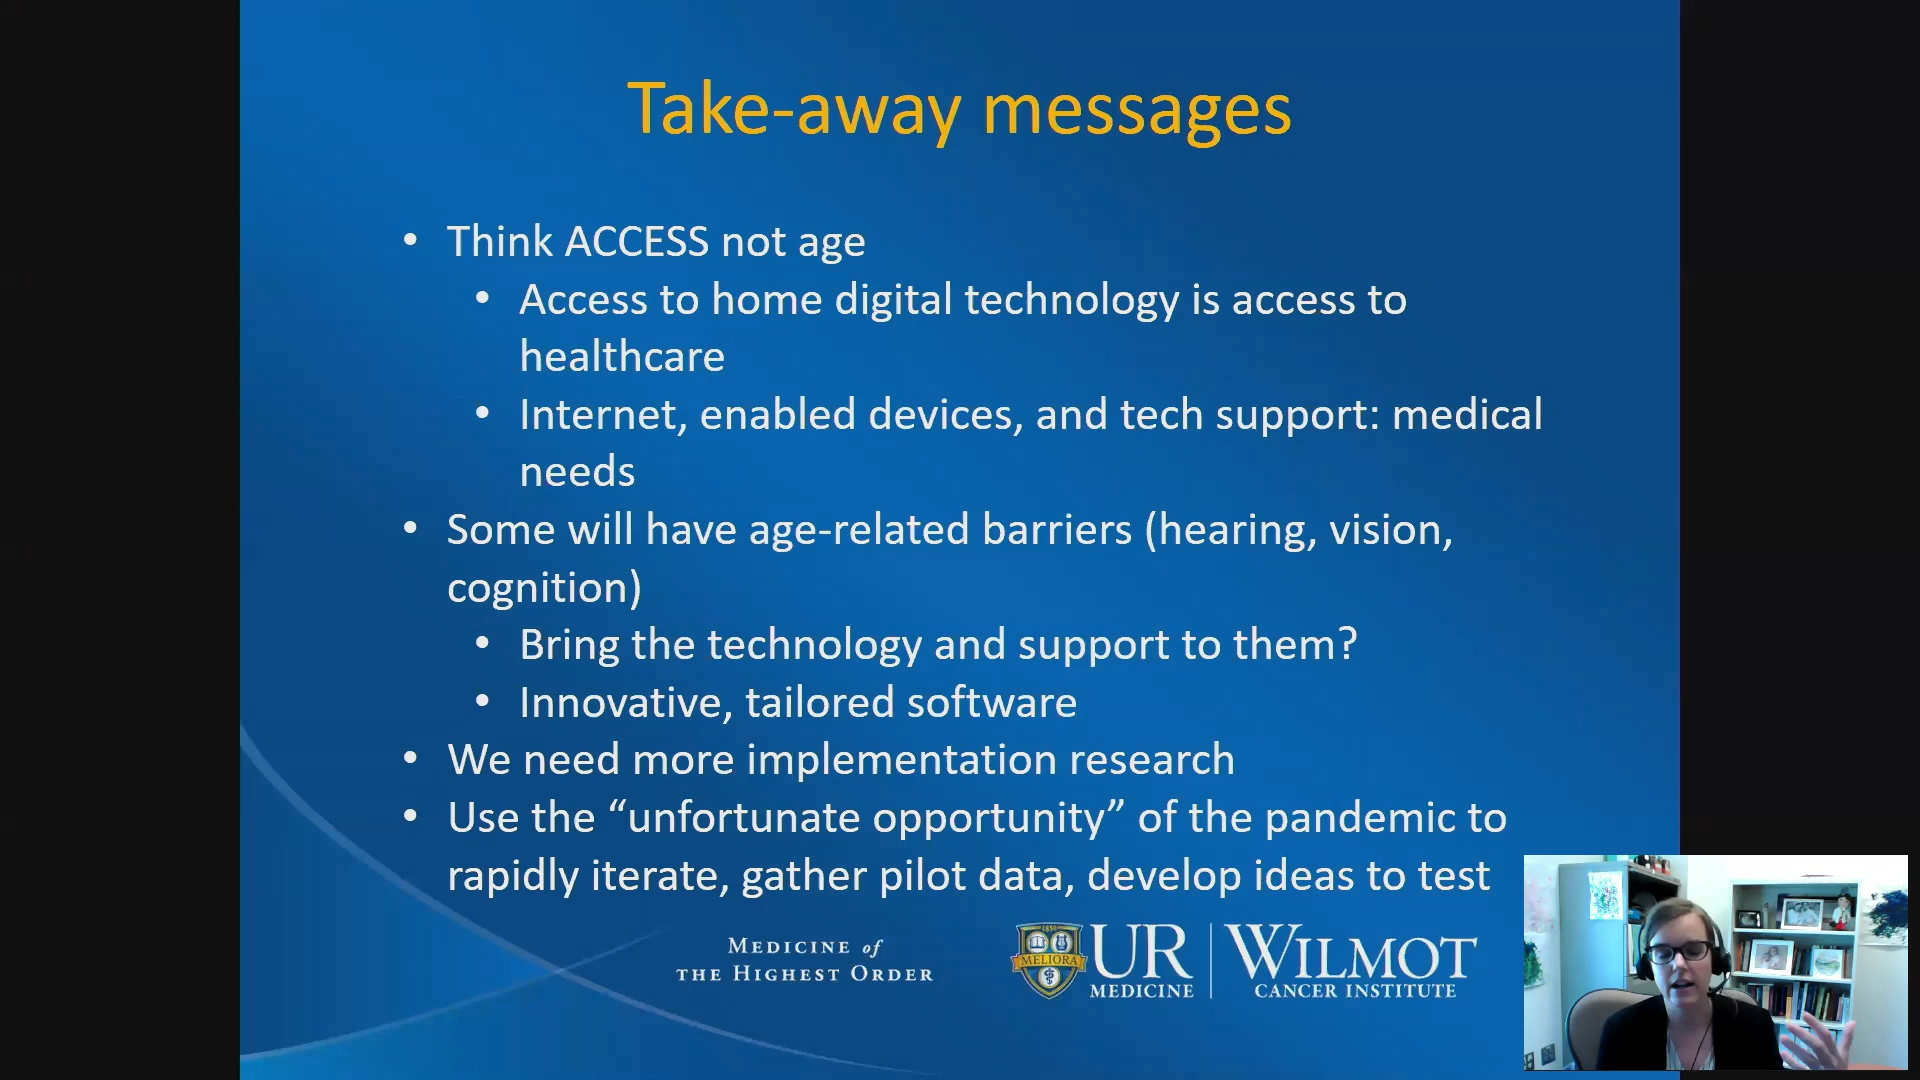 Take-away messages
• Think ACCESS not age
• Access to home digital technology is access to
healthcare
• Internet, enabled devices, and tech support: medical
needs
• Some will have age-related barriers (hearing, vision,
cognition)
• Bring the technology and support to them?
• Innovative, tailored software
• We need more implementation research
• Use the “unfortunate opportunity” of the pandemic to
rapidly iterate, gather pilot data, develop ideas to test
MEDICINE of
THE HIGHEST ORDER
1850
MELIORA
UR
MEDICINE
WILMOT
CANCER INSTITUTE